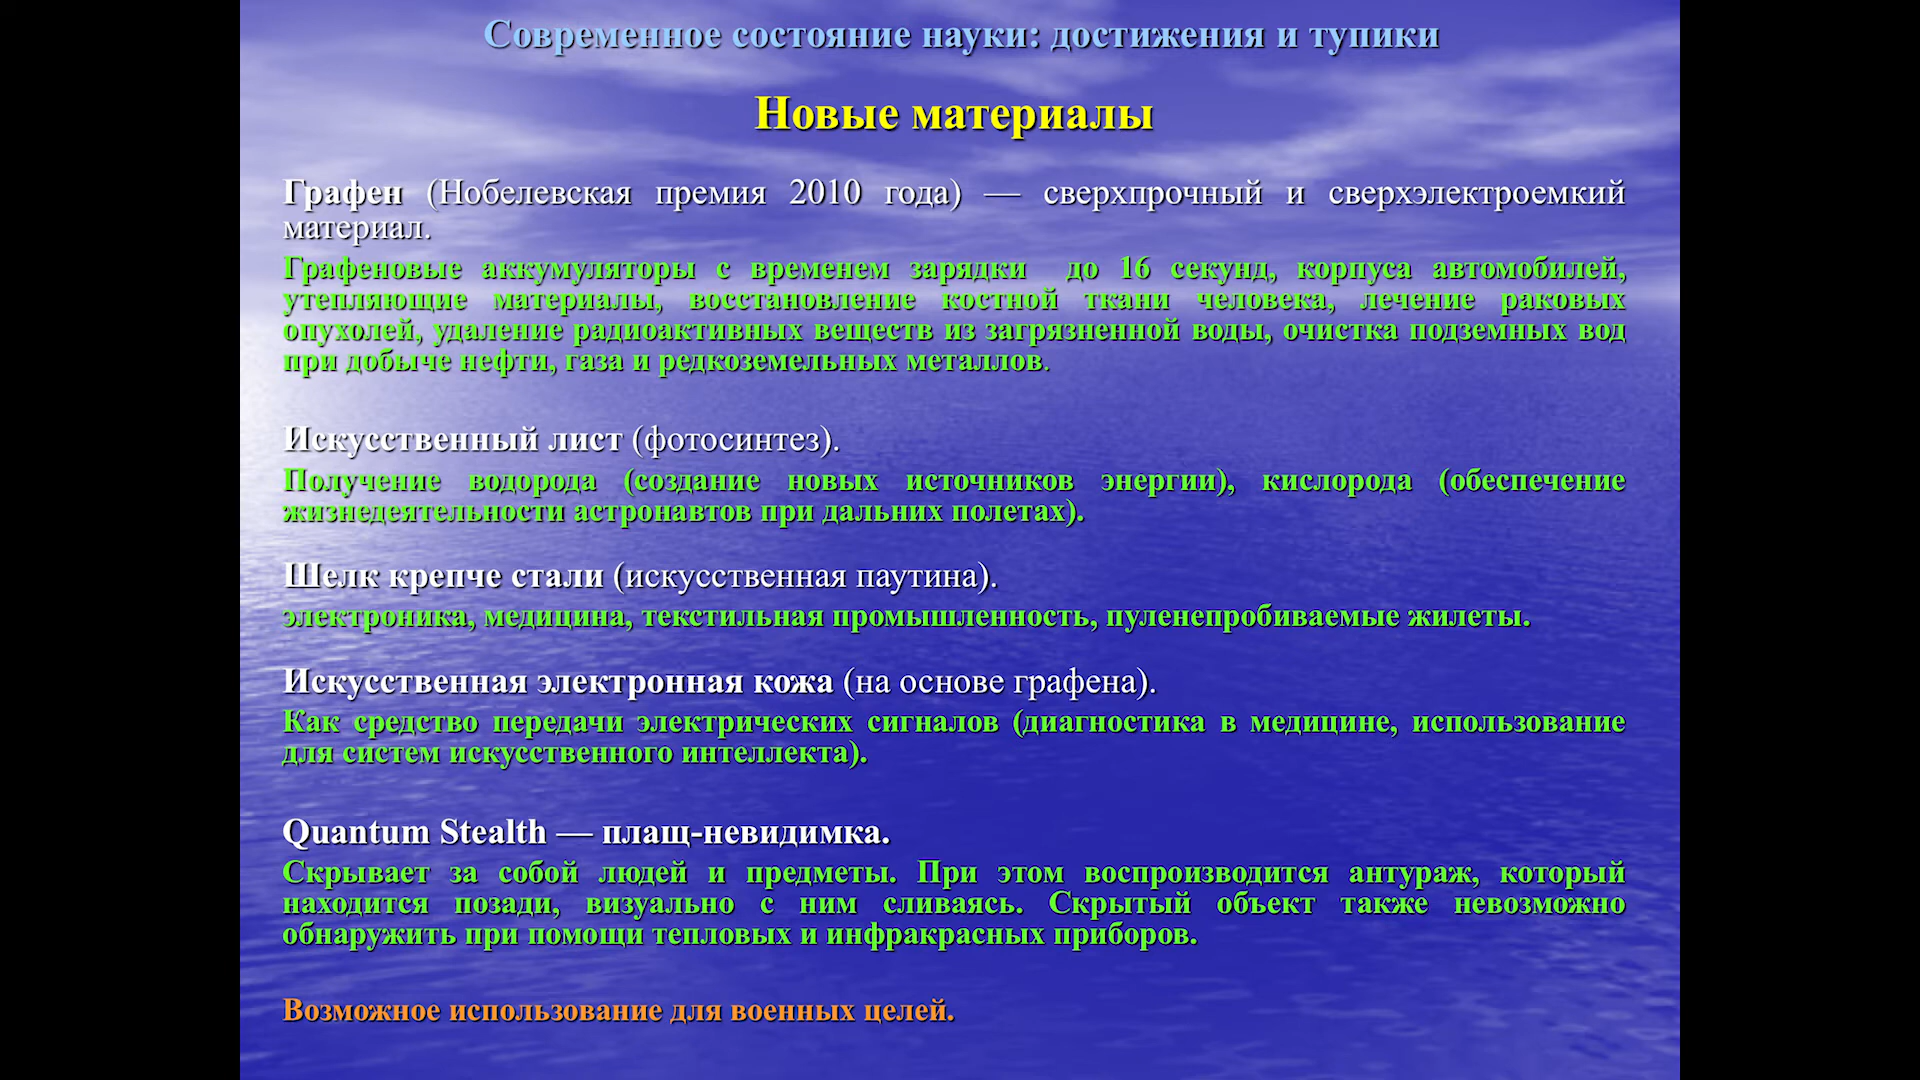 Современное состояние науки: достижения и тупики
Новые материалы
Графен (Нобелевская премия 2010 года) — сверхпрочный и сверхэлектроемкий
материал.
Графеновые аккумуляторы с временем зарядки до 16 секунд, корпуса автомобилей,
утепляющие материалы, восстановление костной ткани человека, лечение раковых
опухолей, удаление радиоактивных веществ из загрязненной воды, очистка подземных вод
при добыче нефти, газа и редкоземельных металлов.
Искусственный лист (фотосинтез).
Получение водорода (создание новых источников энергии), кислорода (обеспечение
жизнедеятельности астронавтов при дальних полетах).
Шелк крепче стали (искусственная паутина).
электроника, медицина, текстильная промышленность, пуленепробиваемые жилеты.
Искусственная электронная кожа (на основе графена).
Как средство передачи электрических сигналов (диагностика в медицине, использование
для систем искусственного интеллекта).
Quantum Stealth — плащ-невидимка.
Скрывает за собой людей и предметы. При этом воспроизводится антураж, который
находится позади, визуально с ним сливаясь. Скрытый объект также невозможно
обнаружить при помощи тепловых и инфракрасных приборов.
Возможное использование для военных целей.